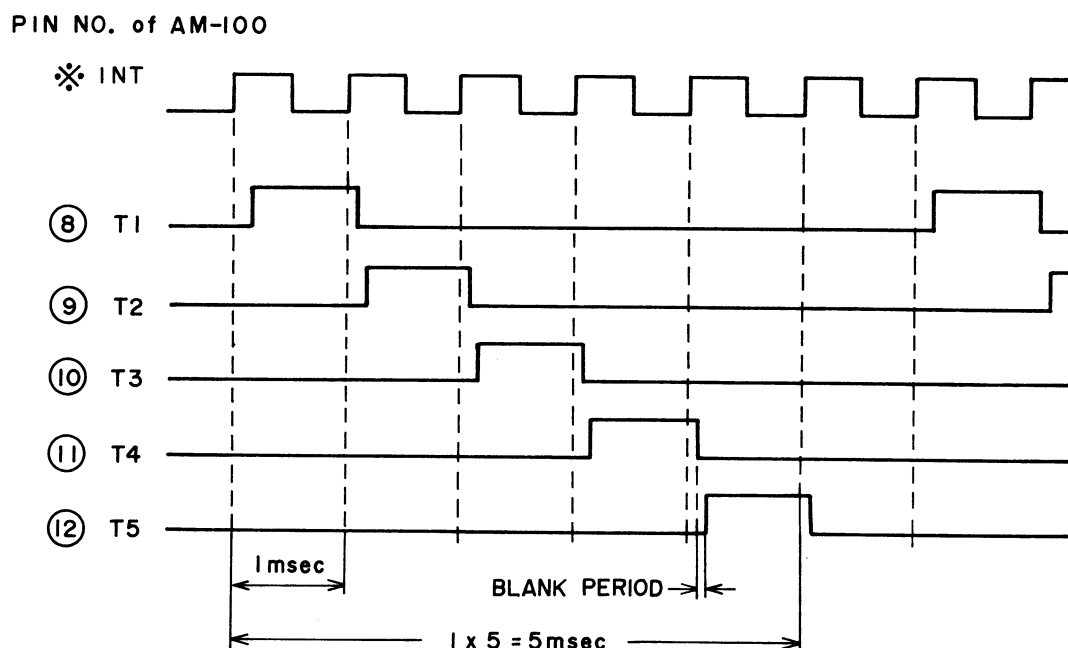 PIN NO. of AM-100
※ INT
⑧ T1
⑨ T2
⑩ T3
⑪ T4
⑫ T5
1msec
BLANK PERIOD
1 x 5 = 5msec